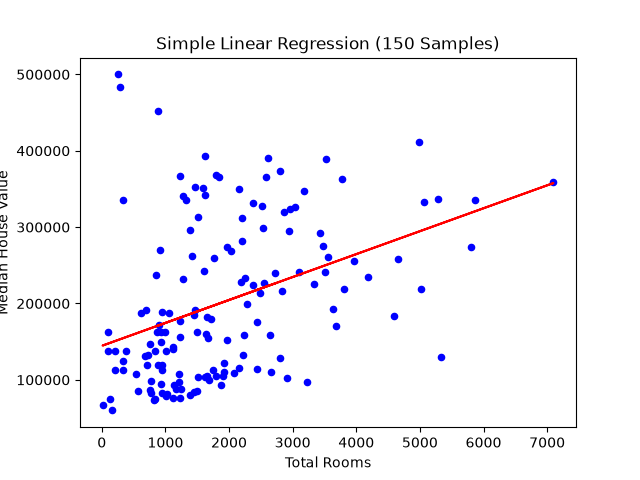 Simple Linear Regression (150 Samples)
500000
400000
300000
200000
100000
Median House Value
0 1000 2000 3000 4000 5000 6000 7000
Total Rooms